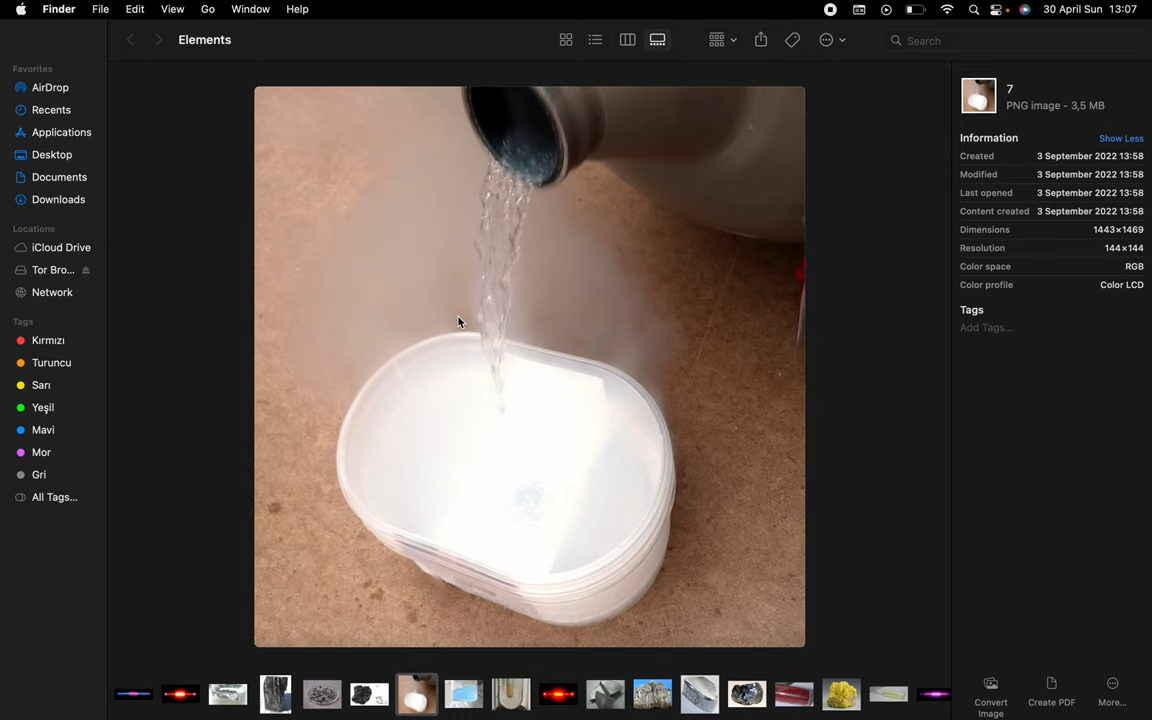 Finder File Edit View Go Window Help 30 April Sun 13:07
Elements
Search
Favorites
AirDrop
Recents
Applications
Desktop
Documents
Downloads
Locations
iCloud Drive
Tor Bro...
Network
Tags
Kırmızı
Turuncu
Sarı
Yeşil
Mavi
Mor
Gri
All Tags...
7
PNG image - 3,5 MB
Information Show Less
Created 3 September 2022 13:58
Modified 3 September 2022 13:58
Last opened 3 September 2022 13:58
Content created 3 September 2022 13:58
Dimensions 1443×1469
Resolution 144×144
Color space RGB
Color profile Color LCD
Tags
Add Tags...
Convert Image
Create PDF
More...